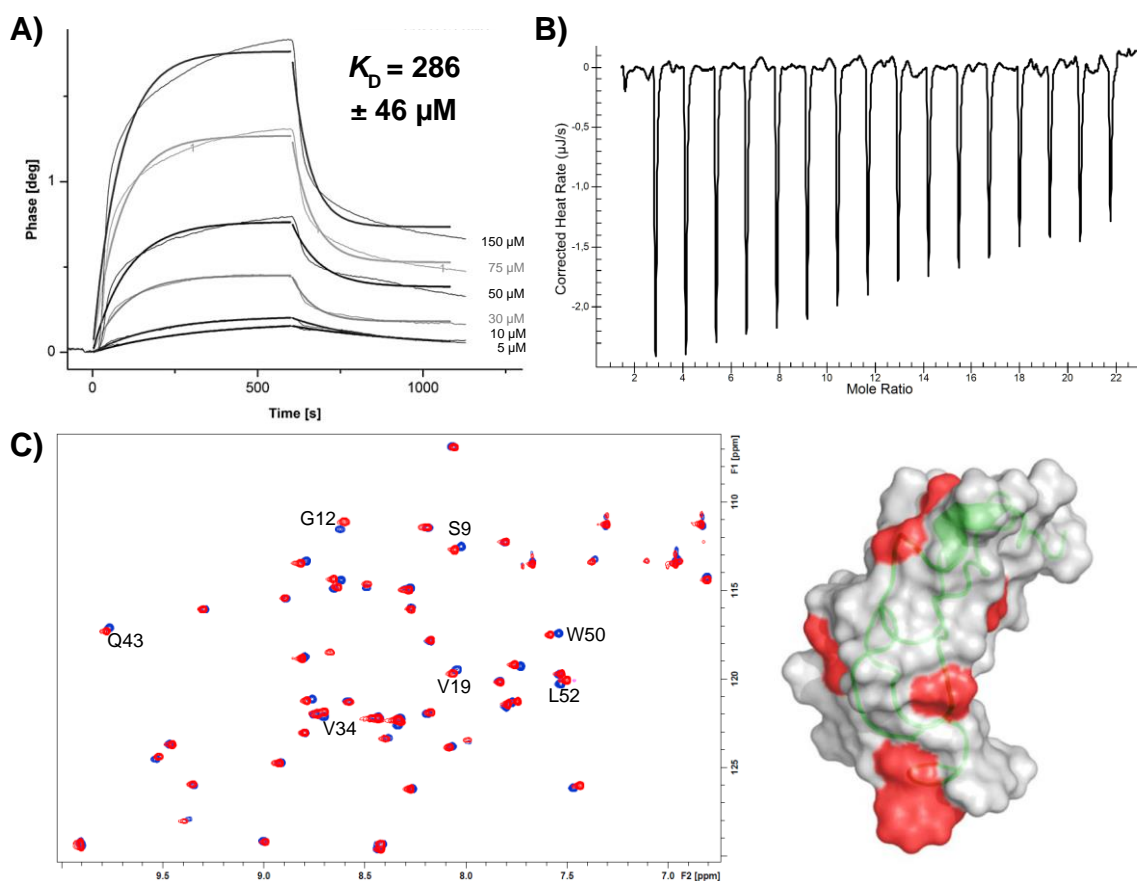 A)
K_D = 286
± 46 µM
Phase [deg]
1
0
1
1
150 µM
75 µM
50 µM
30 µM
10 µM
5 µM
0
500
1000
Time [s]
B)
Corrected Heat Rate (µJ/s)
0
-0,5
-1,0
-1,5
-2,0
2 4 6 8 10 12 14 16 18 20 22
Mole Ratio
C)
G12
S9
Q43
W50
V19
L52
V34
F1 [ppm]
110
115
120
125
9.5 9.0 8.5 8.0 7.5 7.0 F2 [ppm]